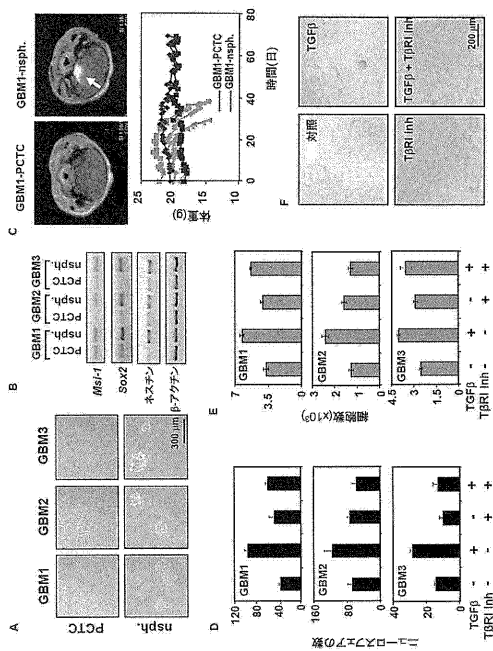 A
GBM1 GBM2 GBM3
PCTC
nsph.
300 μm
B
GBM1 GBM2 GBM3
PCTC nsph. PCTC nsph. PCTC nsph.
Msi-1
Sox2
ネスチン
β-アクチン
C
GBM1-PCTC GBM1-nsph.
体重(g)
25
20
15
10
0 20 40 60 80
GBM1-PCTC
GBM1-nsph.
時間(日)
D
ニューロスフェアの数
GBM1
120
80
40
0
GBM2
160
80
0
GBM3
40
20
0
TGFβ - + - +
TβRI Inh - - + +
E
細胞数(x10³)
GBM1
7
3.5
0
GBM2
3
2
1
0
GBM3
4.5
3
0
TGFβ - + - +
TβRI Inh - - + +
F
対照 TGFβ
TβRI Inh TGFβ + TβRI Inh
200 μm